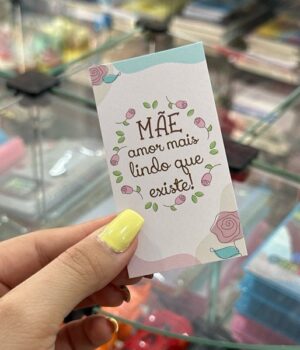 MÃE
amor mais
lindo que
existe!